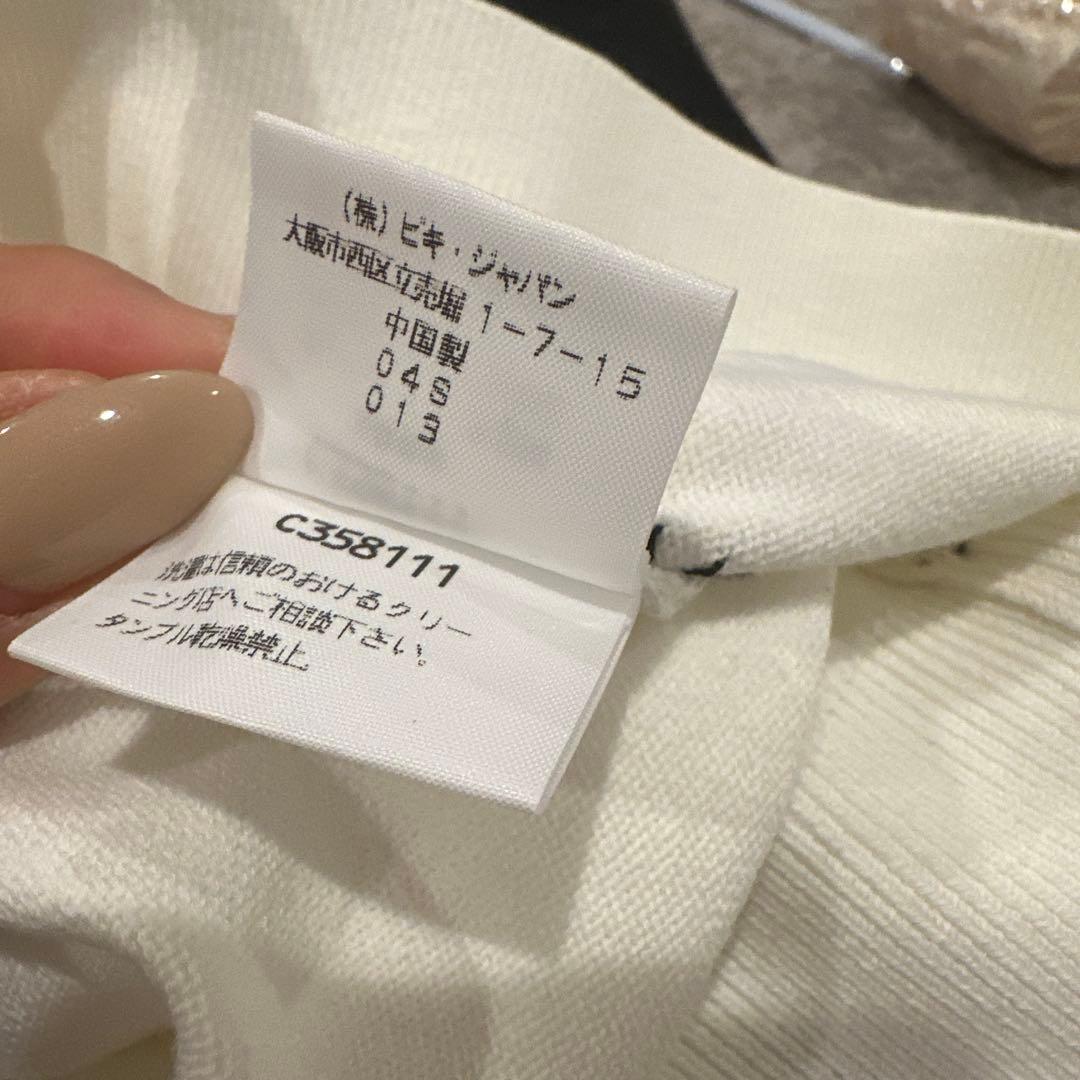 (株)ビキ・ジャパン
大阪市西区立売堀1-7-15
中国製
049
013
C358111
洗濯は信頼のおけるクリー
ニング店へご相談下さい。
タンブル乾燥禁止。